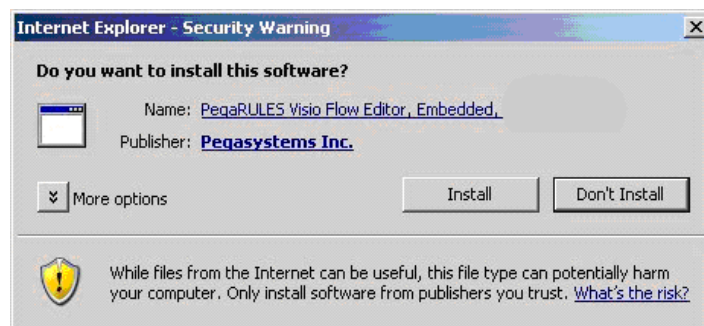 Internet Explorer - Security Warning
Do you want to install this software?
Name: PegaRULES Visio Flow Editor, Embedded,
Publisher: Pegasystems Inc.
More options
Install
Don't Install
While files from the Internet can be useful, this file type can potentially harm
your computer. Only install software from publishers you trust. What's the risk?